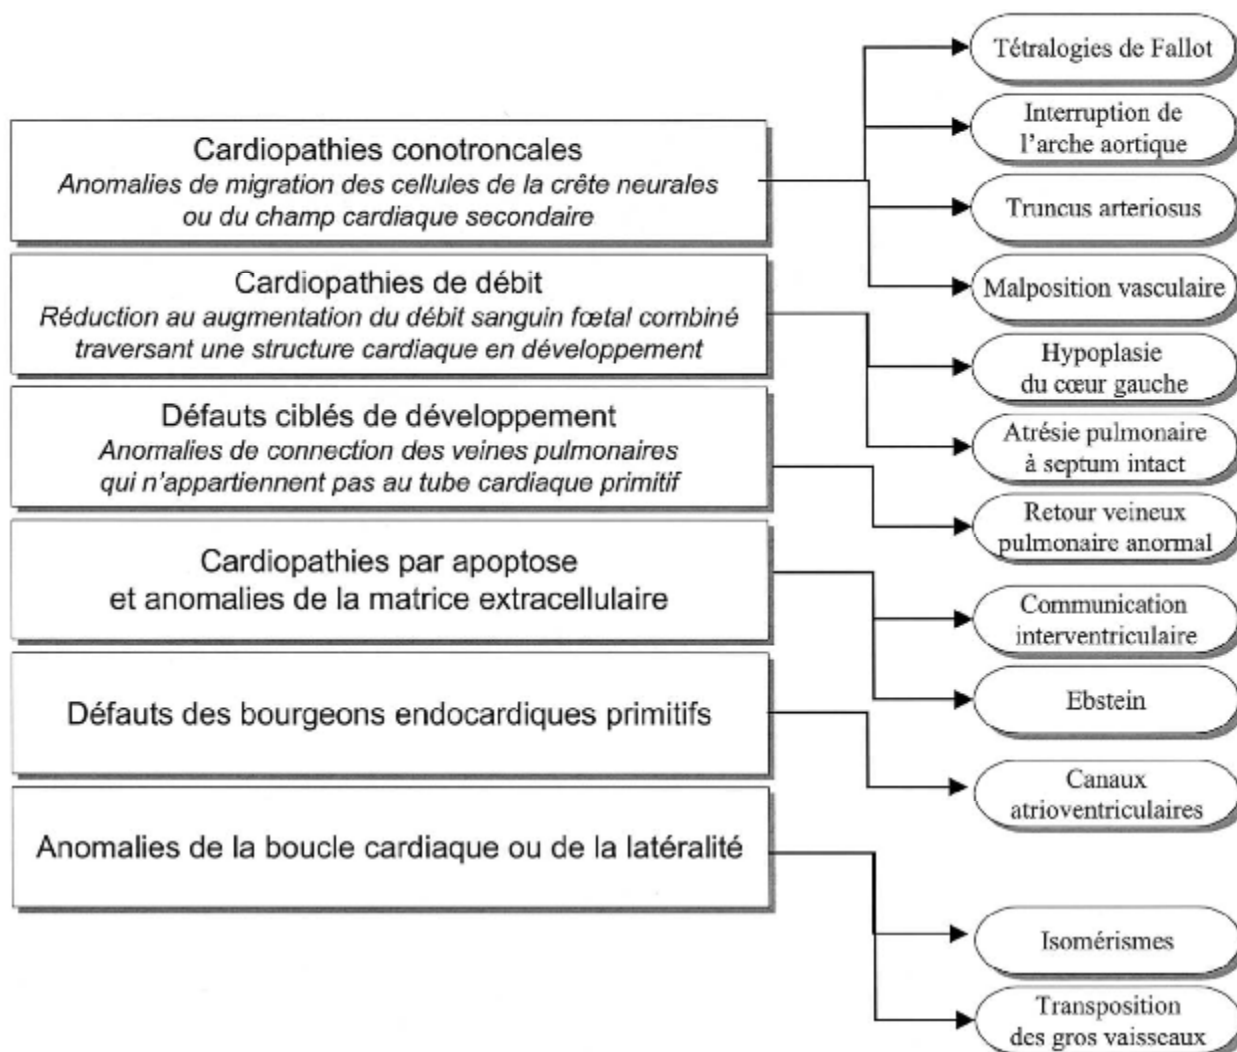 Cardiopathies conotroncales
Anomalies de migration des cellules de la crête neurales
ou du champ cardiaque secondaire
Cardiopathies de débit
Réduction au augmentation du débit sanguin fœtal combiné
traversant une structure cardiaque en développement
Défauts ciblés de développement
Anomalies de connection des veines pulmonaires
qui n'appartiennent pas au tube cardiaque primitif
Cardiopathies par apoptose
et anomalies de la matrice extracellulaire
Défauts des bourgeons endocardiques primitifs
Anomalies de la boucle cardiaque ou de la latéralité
Tétralogies de Fallot
Interruption de
l'arche aortique
Truncus arteriosus
Malposition vasculaire
Hypoplasie
du cœur gauche
Atrésie pulmonaire
à septum intact
Retour veineux
pulmonaire anormal
Communication
interventriculaire
Ebstein
Canaux
atrioventriculaires
Isomérismes
Transposition
des gros vaisseaux